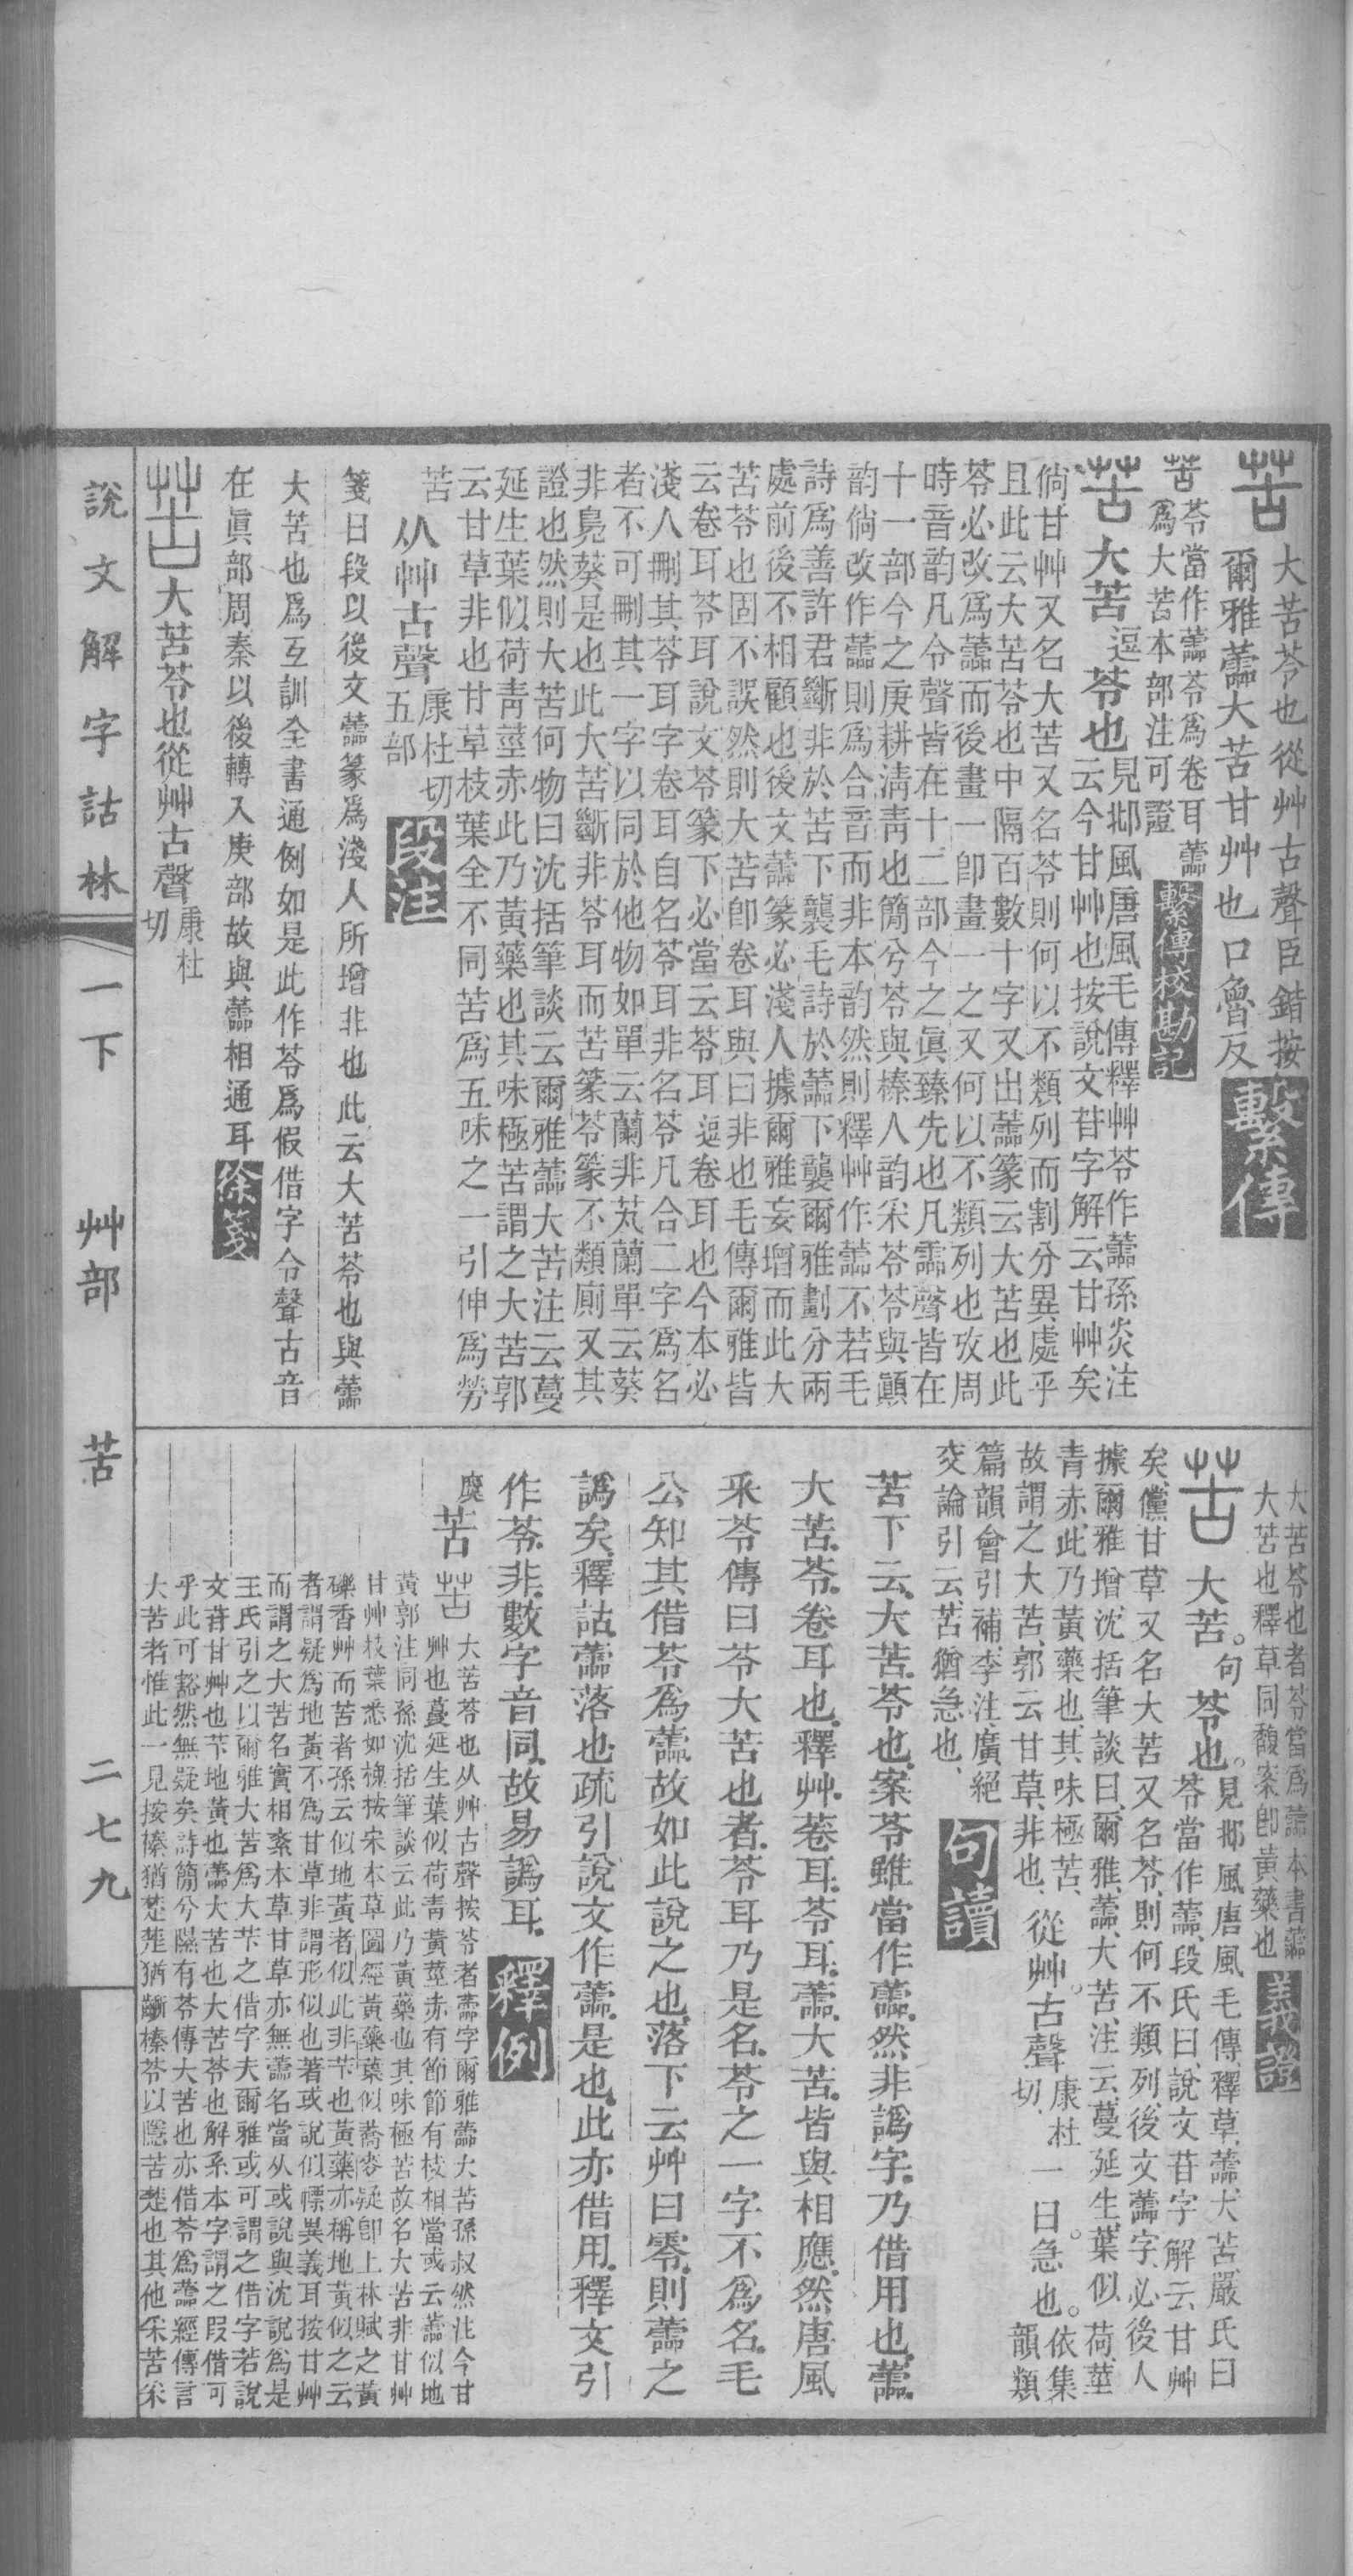 苦
大苦苓也從艸古聲臣鍇按
爾雅蘦大苦甘艸也口魯反
繫傳
苦
苓當作蘦苓爲卷耳蘦
爲大苦本部注可證
繫傳校勘記
苦大苦逗苓也
見邶風唐風毛傳釋艸苓作蘦孫炎注
云今甘艸也按說文苷字解云甘艸矣
倘甘艸又名大苦又名苓則何以不類列而割分異處乎
且此云大苦苓也中隔百數十字又出蘦篆云大苦也此
苓必改爲蘦而後畫一卽畫一之又何以不類列也攷周
時音韵凡令聲皆在十二部今之眞臻先也凡霝聲皆在
十一部今之庚耕淸靑也簡兮苓與榛人韵采苓苓與顚
韵倘改作蘦則爲合音而非本韵然則釋艸作蘦不若毛
詩爲善許君斷非於苦下襲毛詩於蘦下襲爾雅劃分兩
處前後不相顧也後文蘦篆必淺人據爾雅妄增而此大
苦苓也固不誤然則大苦卽卷耳與曰非也毛傳爾雅皆
云卷耳苓耳說文苓篆下必當云苓耳逗卷耳也今本必
淺人刪其苓耳字卷耳自名苓耳非名苓凡合二字爲名
者不可刪其一字以同於他物如單云蘭非芄蘭單云葵
非鳧葵是也此大苦斷非苓耳而苦篆苓篆不類廁又其
證也然則大苦何物曰沈括筆談云爾雅蘦大苦注云蔓
延生葉似荷靑莖赤此乃黃藥也其味極苦謂之大苦郭
云甘草非也甘草枝葉全不同苦爲五味之一引伸爲勞
苦
从艸古聲
康杜切
五部
段注
箋曰段以後文蘦篆爲淺人所增非也此云大苦苓也與蘦
大苦也爲互訓全書通例如是此作苓爲假借字令聲古音
在眞部周秦以後轉入庚部故與蘦相通耳
徐箋
苦大苦苓也從艸古聲
康杜
切
大苦苓也者苓當爲蘦本書蘦
大苦也釋草同馥案卽黃藥也
義證
苦大苦。句苓也。
見邶風唐風毛傳、釋草、蘦、大苦、嚴氏曰
苓當作蘦、段氏曰、說文苷字解云甘艸
矣、儻甘草又名大苦又名苓、則何不類列、後文蘦字、必後人
據爾雅增、沈括筆談曰、爾雅、蘦、大苦、注云、蔓延生、葉似荷、莖
青赤、此乃黃藥也、其味極苦、
故謂之大苦、郭云甘草、非也、
從艸。古聲
康杜
切、
一曰。急也。
依集
韻類
篇韻會引補、李注廣絕
交論引云、苦猶急也、
句讀
苦下云。大苦。苓也。案苓雖當作蘦。然非譌字。乃借用也。蘦。
大苦。苓。卷耳也。釋艸。菤耳。苓耳。蘦。大苦。皆與相應。然唐風
采苓傳曰苓大苦也者。苓耳乃是名。苓之一字不爲名。毛
公知其借苓爲蘦。故如此說之也。落下云艸曰零。則蘦之
譌矣。釋詁。蘦落也。疏引說文作蘦。是也。此亦借用。釋文引
作苓。非。數字音同。故易譌耳。
釋例
廙苦
苦
大苦苓也从艸古聲按苓者蘦字爾雅蘦大苦孫叔然注今甘
艸也蔓延生葉似荷青黃莖赤有節節有枝相當或云蘦似地
黃郭注同孫沈括筆談云此乃黃藥也其味極苦故名大苦非甘艸
甘艸枝葉悉如槐按宋本草圖經黃藥葉似蕎麥疑卽上林賦之黃
礫香艸而苦者孫云似地黃者似此非芐也黃藥亦稱地黃似之云
者謂疑爲地黃不爲甘草非謂形似也著或說似慓異義耳按甘艸
而謂之大苦名實相紊本草甘草亦無蘦名當从或說與沈說爲是
王氏引之以爾雅大苦爲大芐之借字夫爾雅或可謂之借字若說
文苷甘艸也芐地黃也蘦大苦也大苦苓也解系本字謂之叚借可
乎此可豁然無疑矣詩簡兮隰有苓傳大苦也亦借苓爲蘦經傳言
大苦者惟此一見按榛猶楚茬猶齭榛苓以隱苦楚也其他采苦采
說文解字詁林
一下
艸部
苦
二七九